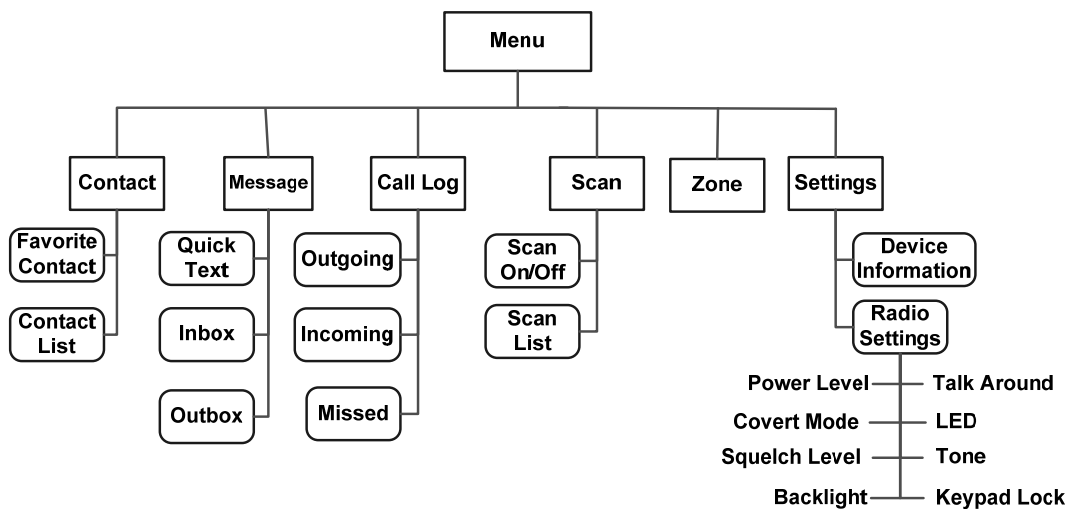 Menu
Contact
Message
Call Log
Scan
Zone
Settings
Favorite
Contact
Contact
List
Quick
Text
Inbox
Outbox
Outgoing
Incoming
Missed
Scan
On/Off
Scan
List
Device
Information
Radio
Settings
Power Level
Talk Around
Covert Mode
LED
Squelch Level
Tone
Backlight
Keypad Lock